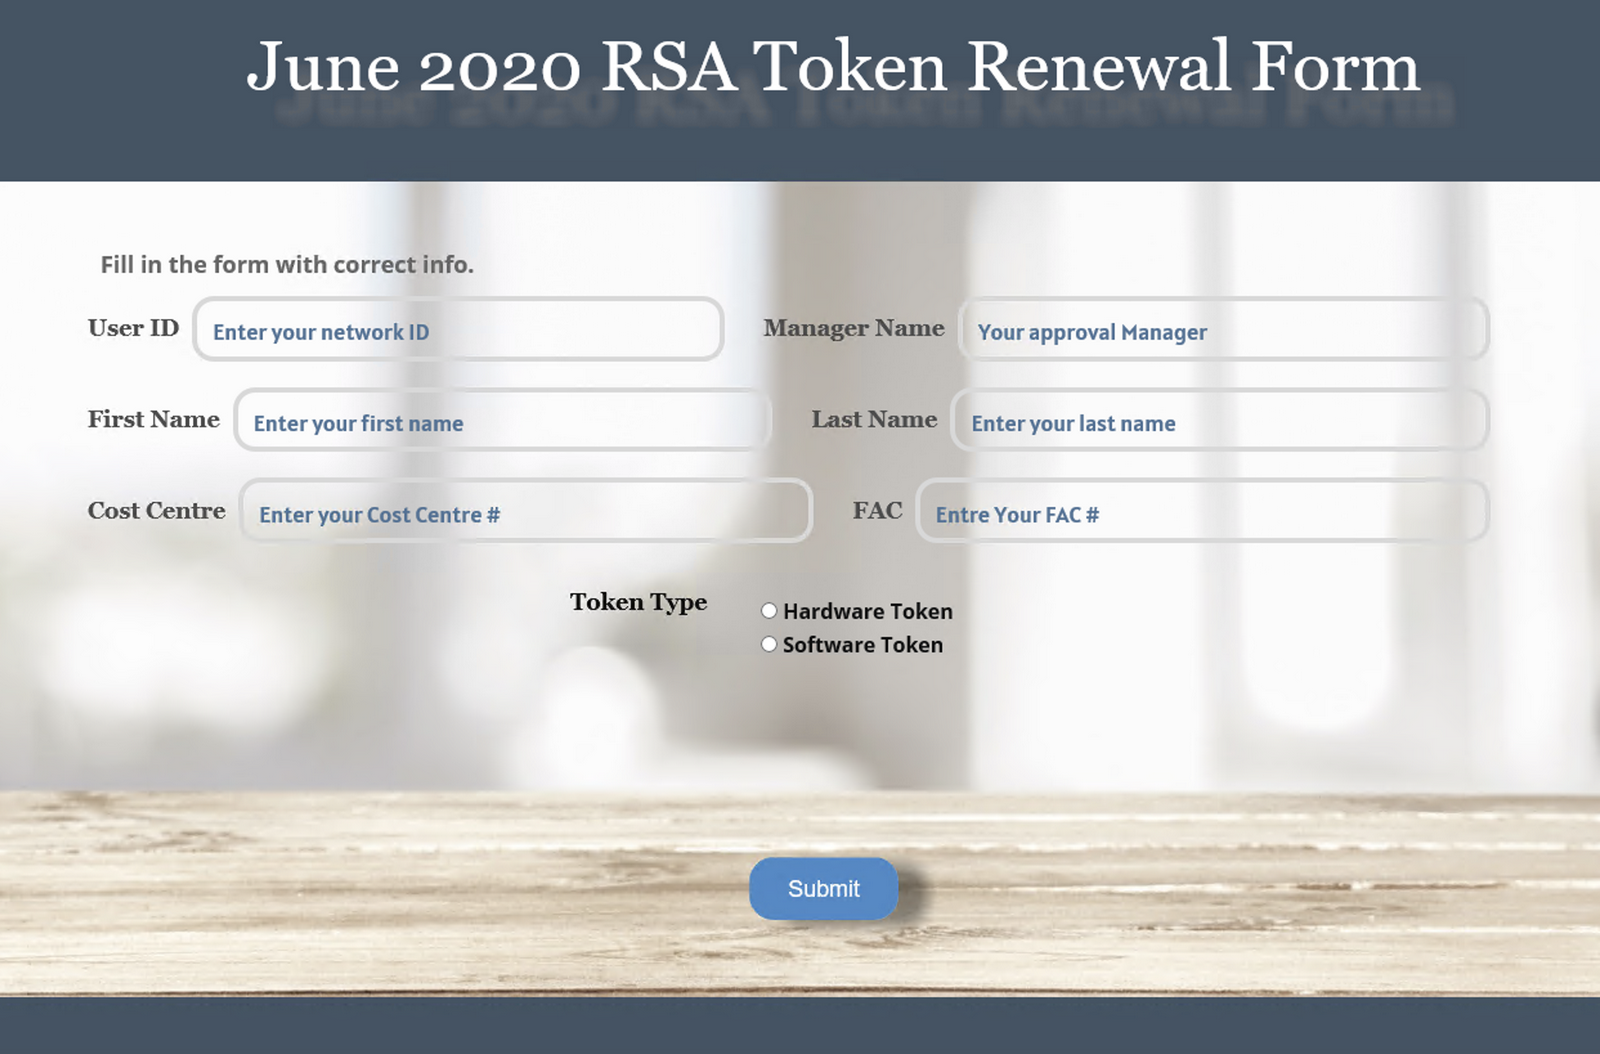 June 2020 RSA Token Renewal Form
Fill in the form with correct info.
User ID Enter your network ID Manager Name Your approval Manager
First Name Enter your first name Last Name Enter your last name
Cost Centre Enter your Cost Centre # FAC Entre Your FAC #
Token Type Hardware Token
Software Token
Submit